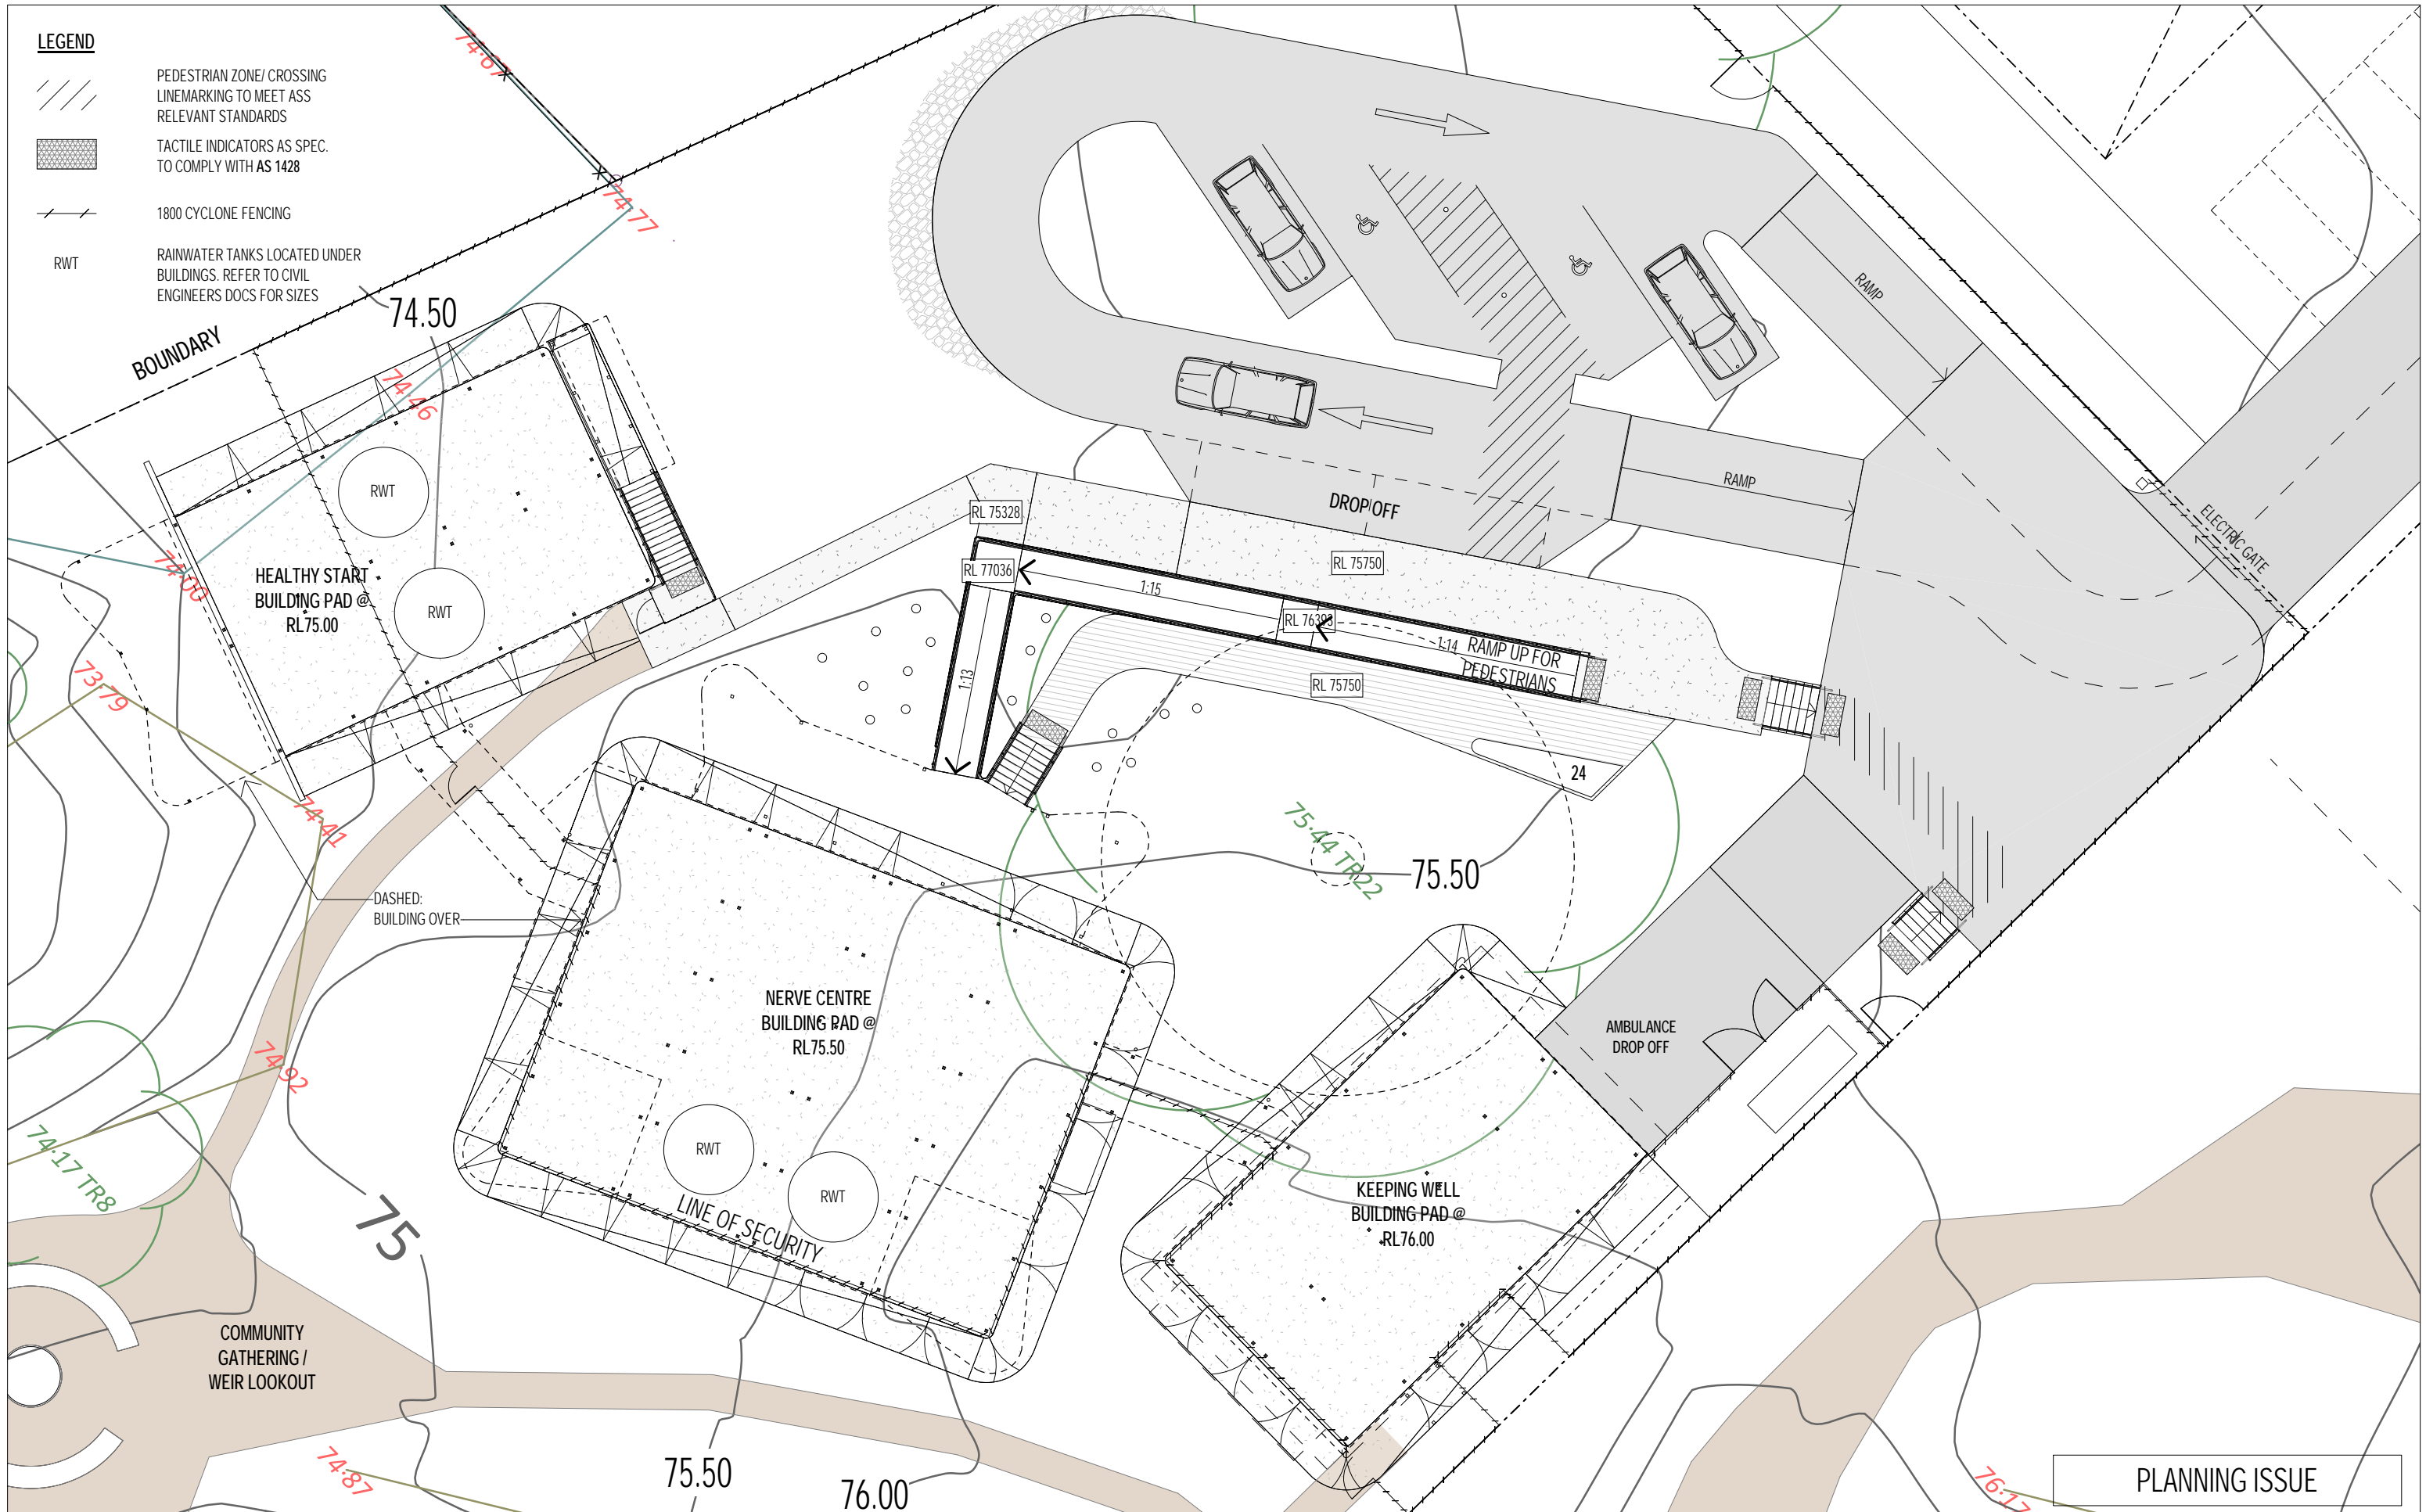 LEGEND
PEDESTRIAN ZONE/ CROSSING
LINEMARKING TO MEET ASS
RELEVANT STANDARDS
TACTILE INDICATORS AS SPEC.
TO COMPLY WITH AS 1428
1800 CYCLONE FENCING
RWT
RAINWATER TANKS LOCATED UNDER
BUILDINGS. REFER TO CIVIL
ENGINEERS DOCS FOR SIZES
74.67
74.77
74.50
BOUNDARY
74.46
RWT
RWT
HEALTHY START
BUILDING PAD @
RL75.00
74.00
73.79
74.41
DASHED:
BUILDING OVER
RAMP
RAMP
DROP OFF
ELECTRIC GATE
RL 75328
RL 77036
RL 75750
1:15
RL 76393
1:14
RAMP UP FOR
PEDESTRIANS
RL 75750
1:13
24
75.44 TR22
75.50
NERVE CENTRE
BUILDING PAD @
RL75.50
RWT
RWT
LINE OF SECURITY
AMBULANCE
DROP OFF
KEEPING WELL
BUILDING PAD @
RL76.00
74.92
74.17 TR8
75
COMMUNITY
GATHERING /
WEIR LOOKOUT
74.87
75.50
76.00
76.17
PLANNING ISSUE